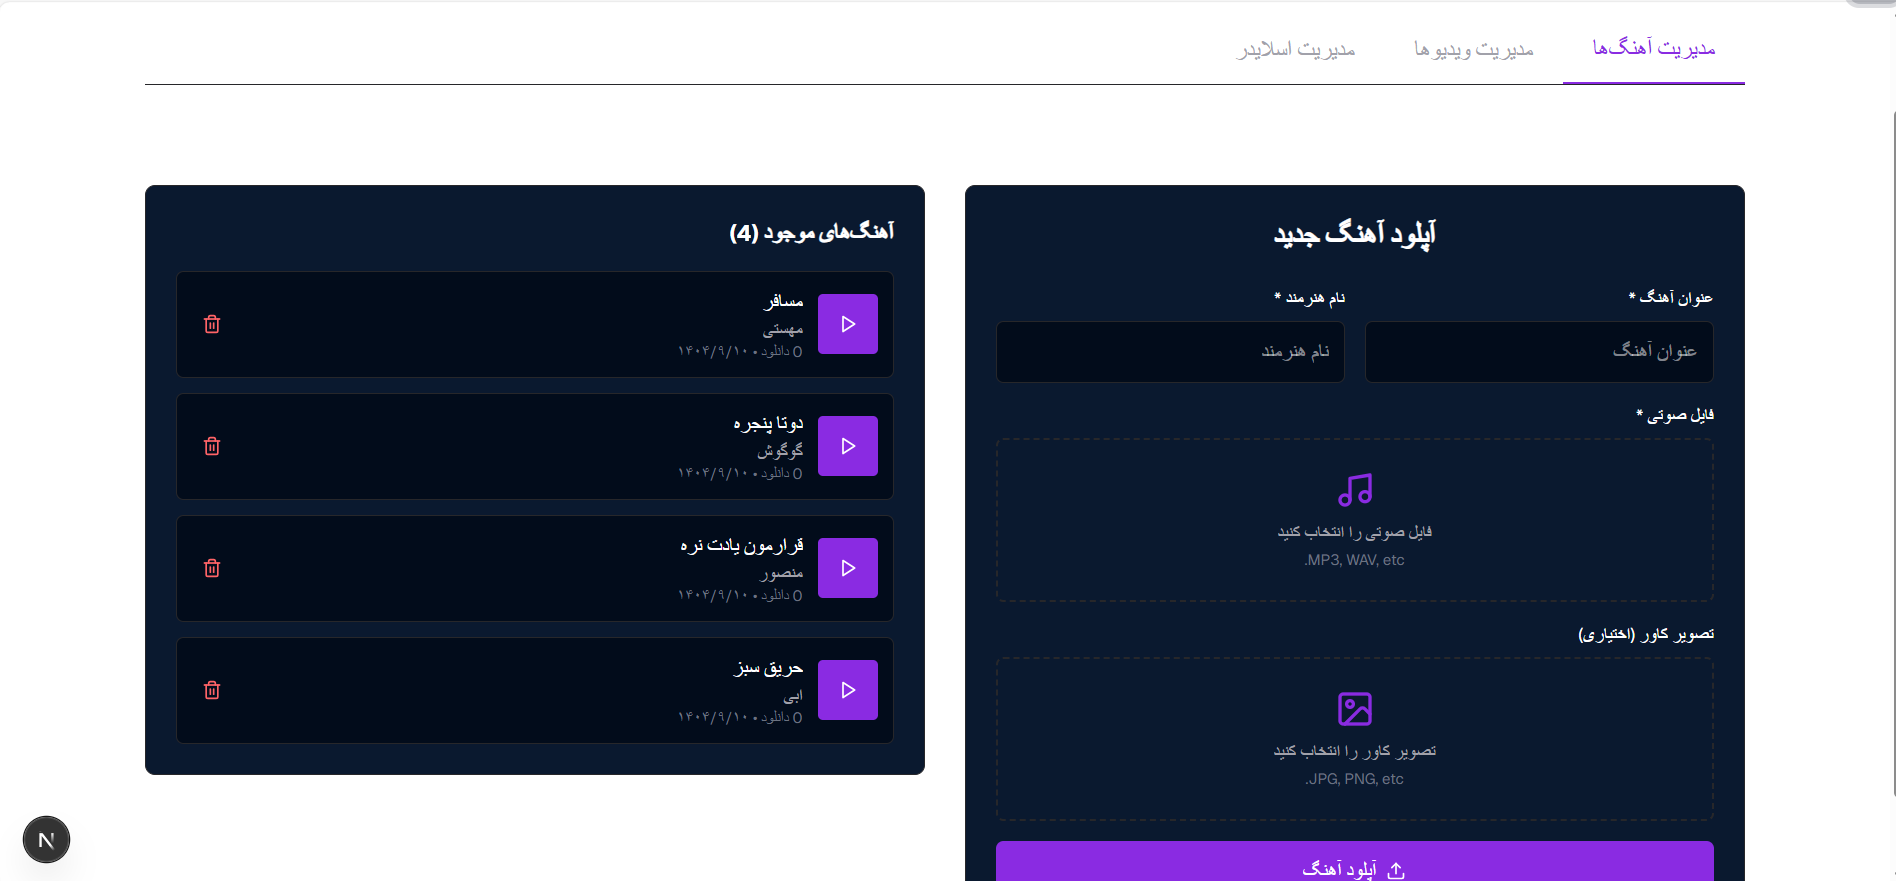 مدیریت آهنگ‌ها
مدیریت ویدیوها
مدیریت اسلایدر
آپلود آهنگ جدید
عنوان آهنگ *
نام هنرمند *
عنوان آهنگ
نام هنرمند
فایل صوتی *
فایل صوتی را انتخاب کنید
MP3, WAV, etc.
تصویر کاور (اختیاری)
تصویر کاور را انتخاب کنید
JPG, PNG, etc.
آپلود آهنگ
آهنگ‌های موجود (4)
مسافر
مهستی
0 دانلود • ۱۴۰۴/۹/۱۰
دوتا پنجره
گوگوش
0 دانلود • ۱۴۰۴/۹/۱۰
قرارمون یادت نره
منصور
0 دانلود • ۱۴۰۴/۹/۱۰
حریق سبز
ابی
0 دانلود • ۱۴۰۴/۹/۱۰
N